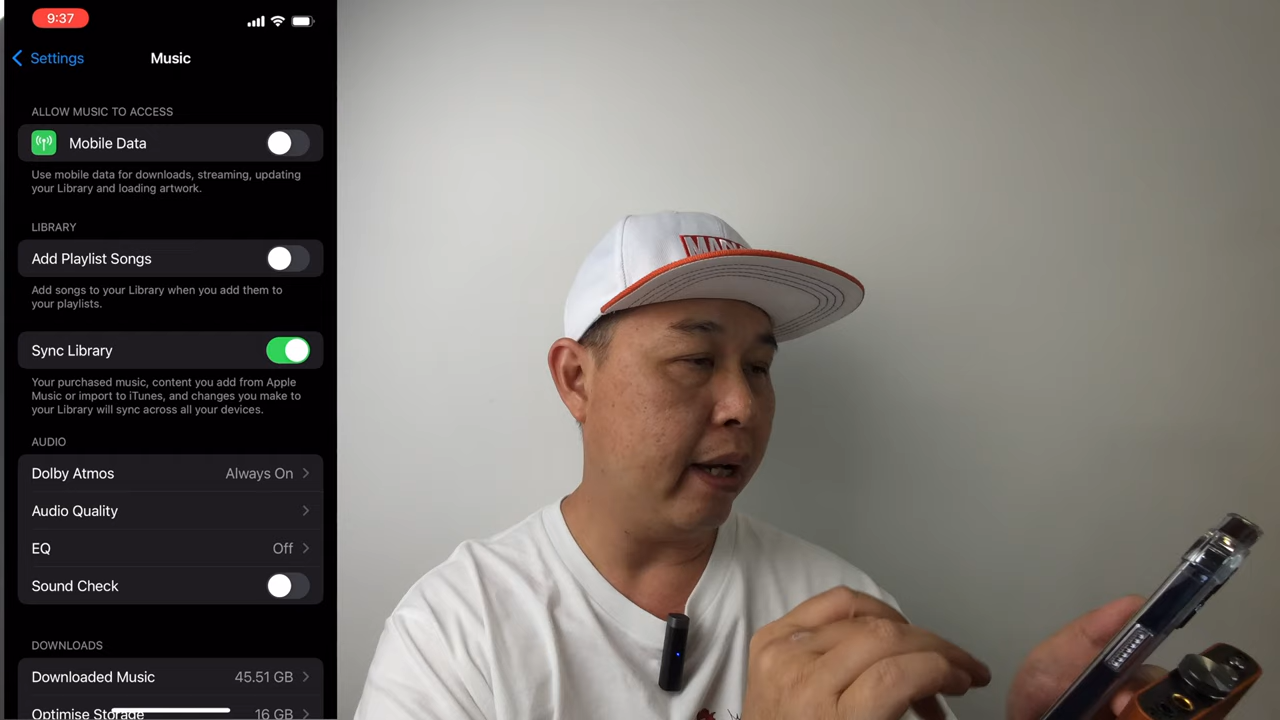 9:37
Settings
Music
ALLOW MUSIC TO ACCESS
Mobile Data
Use mobile data for downloads, streaming, updating
your Library and loading artwork.
LIBRARY
Add Playlist Songs
Add songs to your Library when you add them to
your playlists.
Sync Library
Your purchased music, content you add from Apple
Music or import to iTunes, and changes you make to
your Library will sync across all your devices.
AUDIO
Dolby Atmos Always On
Audio Quality
EQ Off
Sound Check
DOWNLOADS
Downloaded Music 45.51 GB
Optimise Storage 16 GB